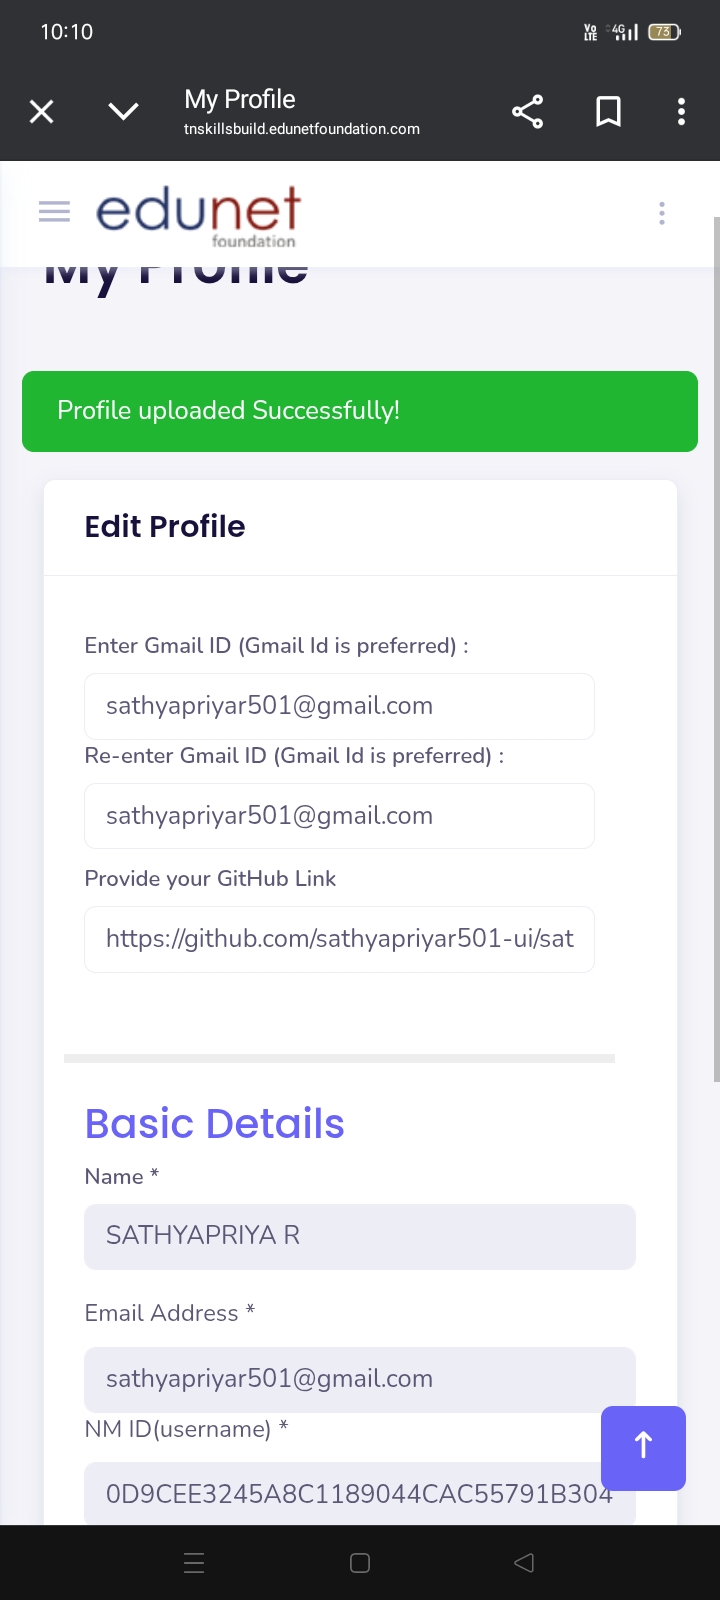 10:10
Vo
LTE
4G
73
My Profile
tnskillsbuild.edunetfoundation.com
edunet
foundation
My Profile
Profile uploaded Successfully!
Edit Profile
Enter Gmail ID (Gmail Id is preferred) :
sathyapriyar501@gmail.com
Re-enter Gmail ID (Gmail Id is preferred) :
sathyapriyar501@gmail.com
Provide your GitHub Link
https://github.com/sathyapriyar501-ui/sat
Basic Details
Name *
SATHYAPRIYA R
Email Address *
sathyapriyar501@gmail.com
NM ID(username) *
0D9CEE3245A8C1189044CAC55791B304